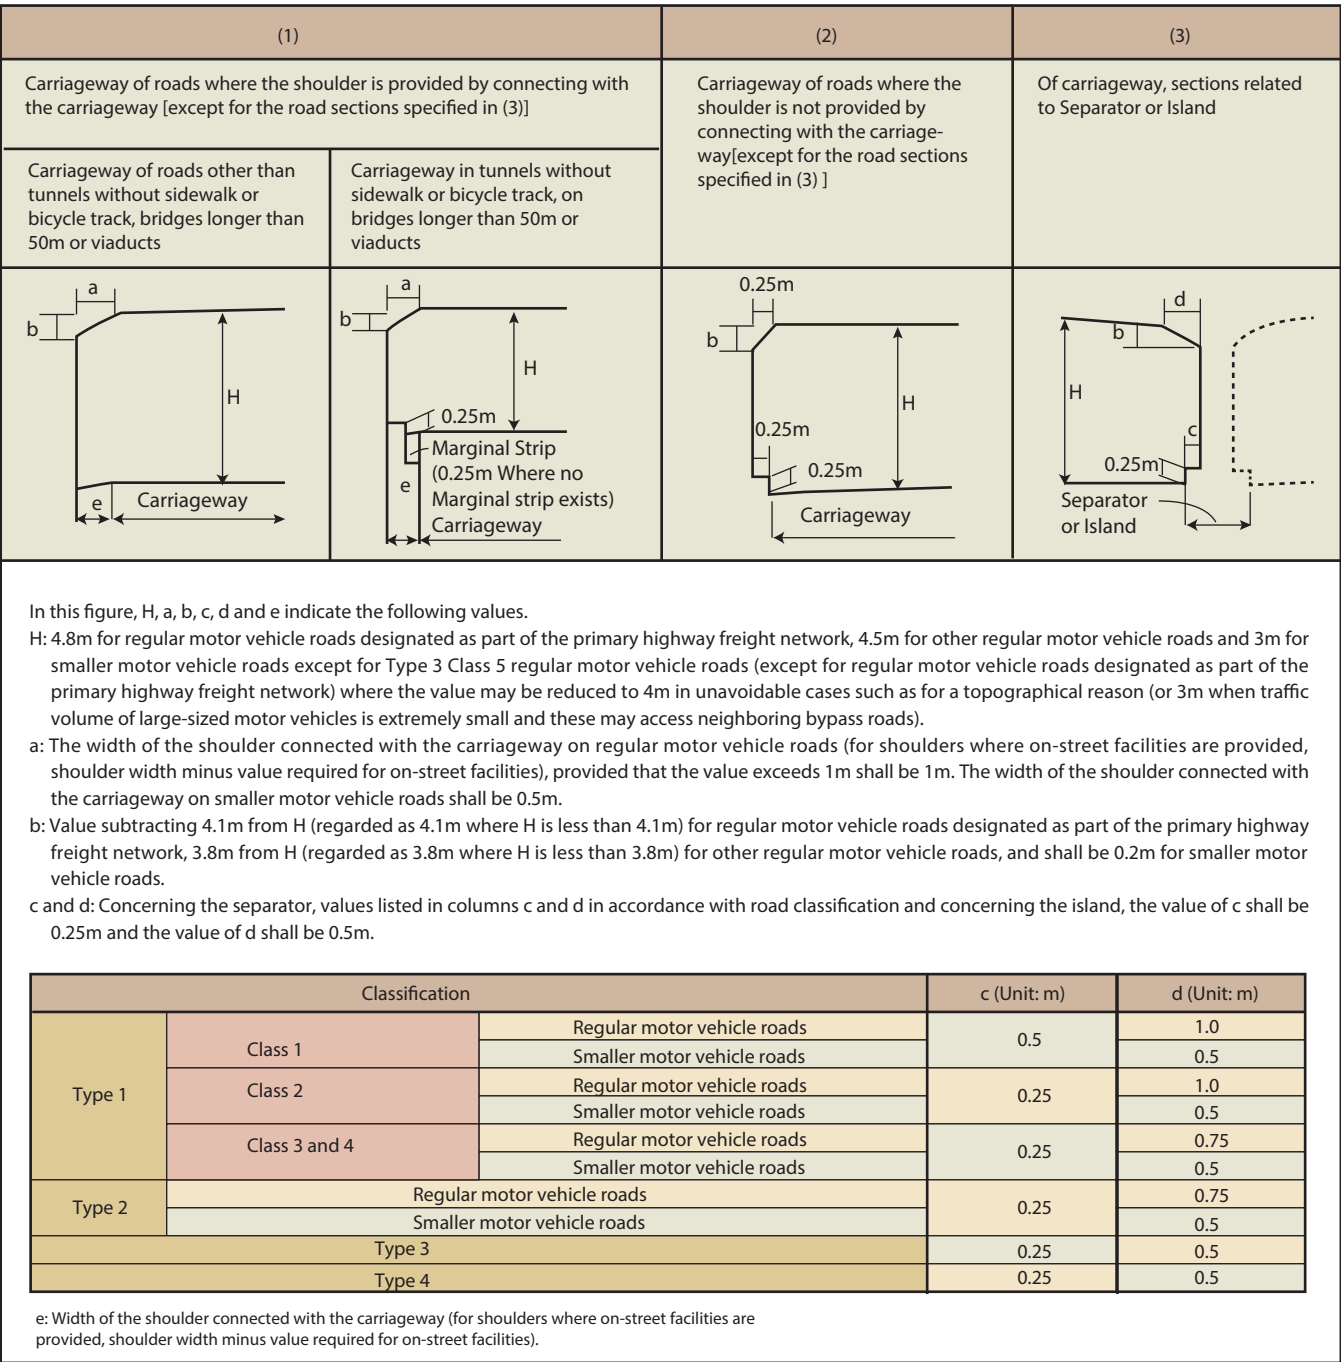 (1)
(2)
(3)
Carriageway of roads where the shoulder is provided by connecting with
the carriageway [except for the road sections specified in (3)]
Carriageway of roads where the
shoulder is not provided by
connecting with the carriage-
way[except for the road sections
specified in (3) ]
Of carriageway, sections related
to Separator or Island
Carriageway of roads other than
tunnels without sidewalk or
bicycle track, bridges longer than
50m or viaducts
Carriageway in tunnels without
sidewalk or bicycle track, on
bridges longer than 50m or
viaducts
a
b
H
e
Carriageway
a
b
H
0.25m
Marginal Strip
(0.25m Where no
Marginal strip exists)
e
Carriageway
0.25m
b
H
0.25m
0.25m
Carriageway
d
b
H
c
0.25m
Separator
or Island
In this figure, H, a, b, c, d and e indicate the following values.
H: 4.8m for regular motor vehicle roads designated as part of the primary highway freight network, 4.5m for other regular motor vehicle roads and 3m for
smaller motor vehicle roads except for Type 3 Class 5 regular motor vehicle roads (except for regular motor vehicle roads designated as part of the
primary highway freight network) where the value may be reduced to 4m in unavoidable cases such as for a topographical reason (or 3m when traffic
volume of large-sized motor vehicles is extremely small and these may access neighboring bypass roads).
a: The width of the shoulder connected with the carriageway on regular motor vehicle roads (for shoulders where on-street facilities are provided,
shoulder width minus value required for on-street facilities), provided that the value exceeds 1m shall be 1m. The width of the shoulder connected with
the carriageway on smaller motor vehicle roads shall be 0.5m.
b: Value subtracting 4.1m from H (regarded as 4.1m where H is less than 4.1m) for regular motor vehicle roads designated as part of the primary highway
freight network, 3.8m from H (regarded as 3.8m where H is less than 3.8m) for other regular motor vehicle roads, and shall be 0.2m for smaller motor
vehicle roads.
c and d: Concerning the separator, values listed in columns c and d in accordance with road classification and concerning the island, the value of c shall be
0.25m and the value of d shall be 0.5m.
Classification
c (Unit: m)
d (Unit: m)
Type 1
Class 1
Regular motor vehicle roads
0.5
1.0
Smaller motor vehicle roads
0.5
Class 2
Regular motor vehicle roads
0.25
1.0
Smaller motor vehicle roads
0.5
Class 3 and 4
Regular motor vehicle roads
0.25
0.75
Smaller motor vehicle roads
0.5
Type 2
Regular motor vehicle roads
0.25
0.75
Smaller motor vehicle roads
0.5
Type 3
0.25
0.5
Type 4
0.25
0.5
e: Width of the shoulder connected with the carriageway (for shoulders where on-street facilities are
provided, shoulder width minus value required for on-street facilities).